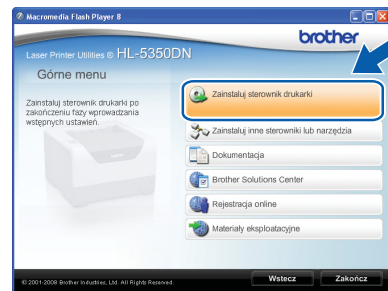 Macromedia Flash Player 8
brother
Laser Printer Utilities © HL-5350DN
Górne menu
Zainstaluj sterownik drukarki po
zakończeniu fazy wprowadzania
wstępnych ustawień.
Zainstaluj sterownik drukarki
Zainstaluj inne sterowniki lub narzędzia
Dokumentacja
Brother Solutions Center
Rejestracja online
Materiały eksploatacyjne
© 2001-2008 Brother Industries, Ltd. All Rights Reserved.
Wstecz
Zakończ